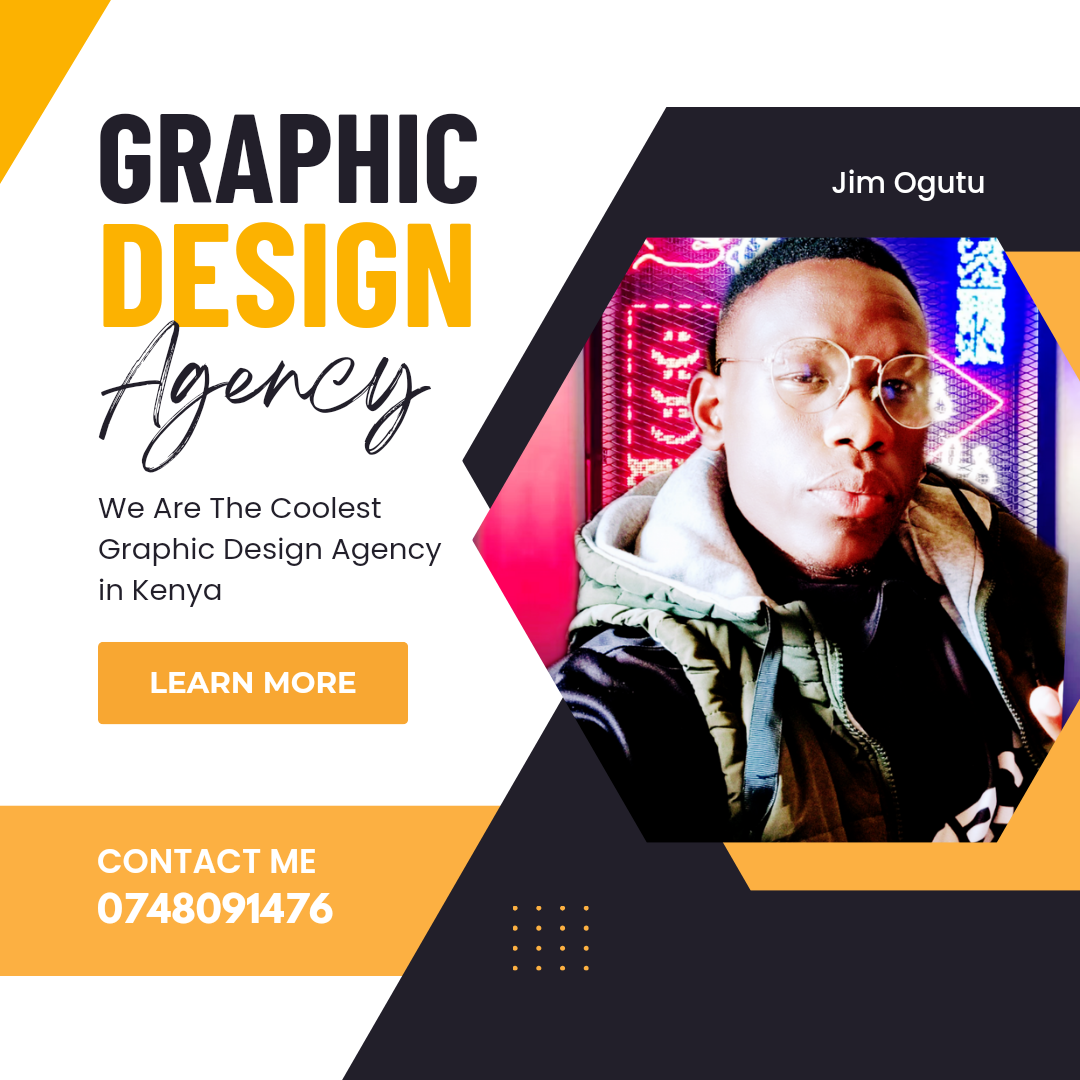 GRAPHIC
DESIGN
Agency
We Are The Coolest
Graphic Design Agency
in Kenya
LEARN MORE
CONTACT ME
0748091476
Jim Ogutu